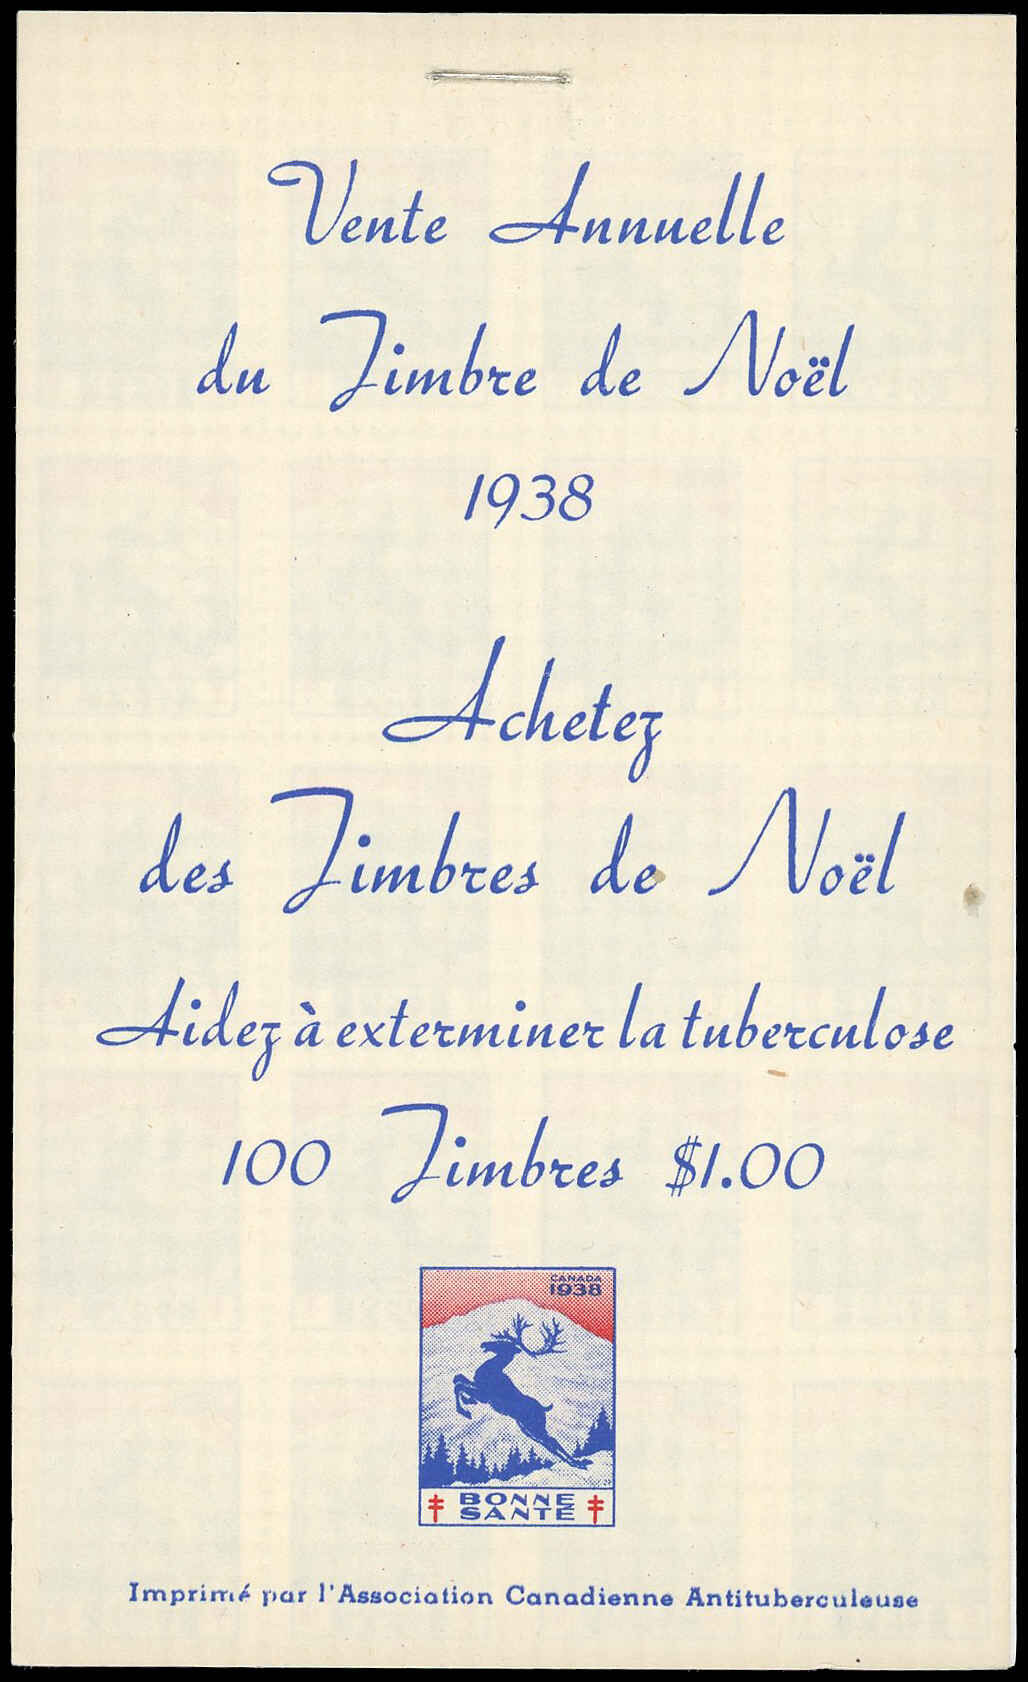 Vente Annuelle
du Timbre de Noël
1938
Achetez
des Timbres de Noël
Aidez à exterminer la tuberculose
100 Timbres $1.00
CANADA
1938
‡ BONNE ‡
SANTÉ
Imprimé par l'Association Canadienne Antituberculeuse